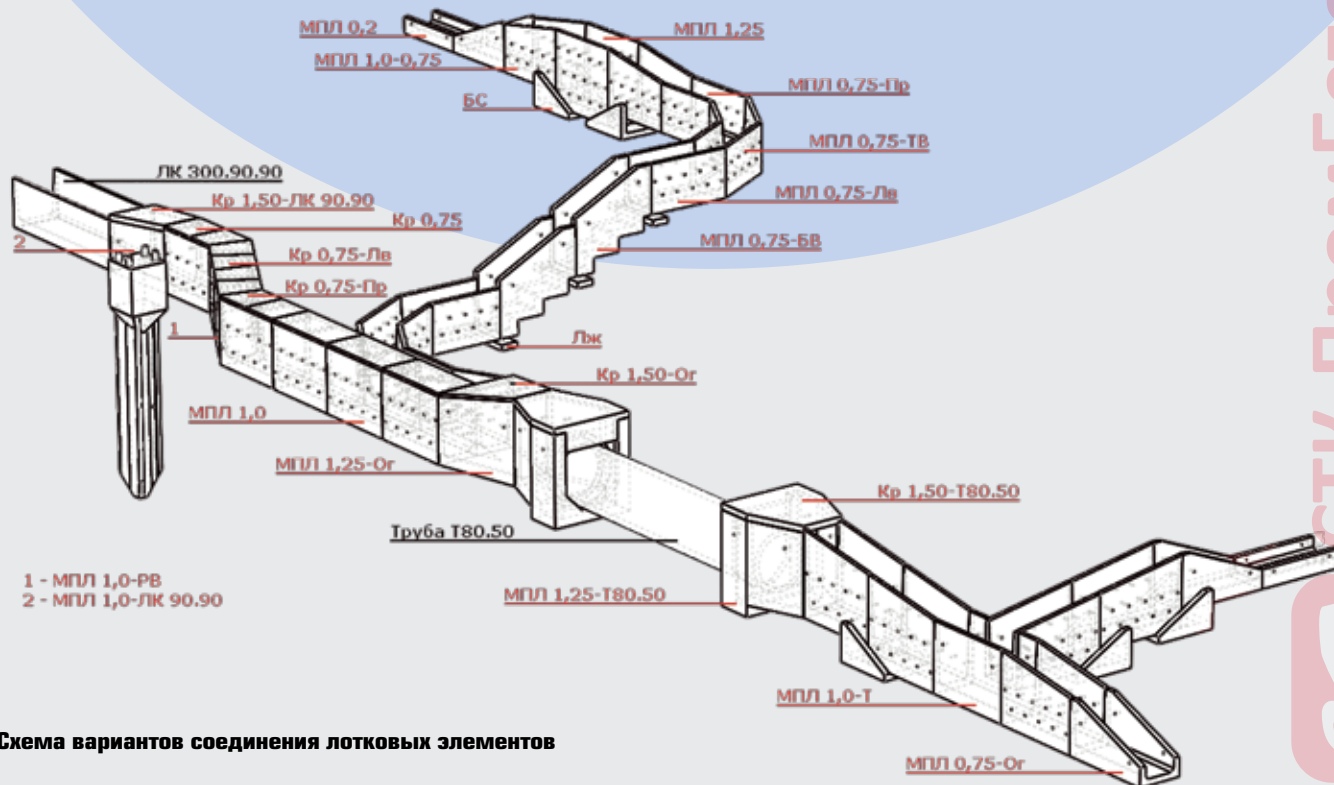 МПЛ 0,2
МПЛ 1,25
МПЛ 1,0-0,75
МПЛ 0,75-Пр
БС
МПЛ 0,75-ТВ
ЛК 300.90.90
МПЛ 0,75-Лв
Кр 1,50-ЛК 90.90
Кр 0,75
2
МПЛ 0,75-БВ
Кр 0,75-Лв
Кр 0,75-Пр
1
Лж
Кр 1,50-Ог
МПЛ 1,0
МПЛ 1,25-Ог
Кр 1,50-Т80.50
Труба Т80.50
1 - МПЛ 1,0-РВ
2 - МПЛ 1,0-ЛК 90.90
МПЛ 1,25-Т80.50
МПЛ 1,0-Т
Схема вариантов соединения лотковых элементов
МПЛ 0,75-Ог